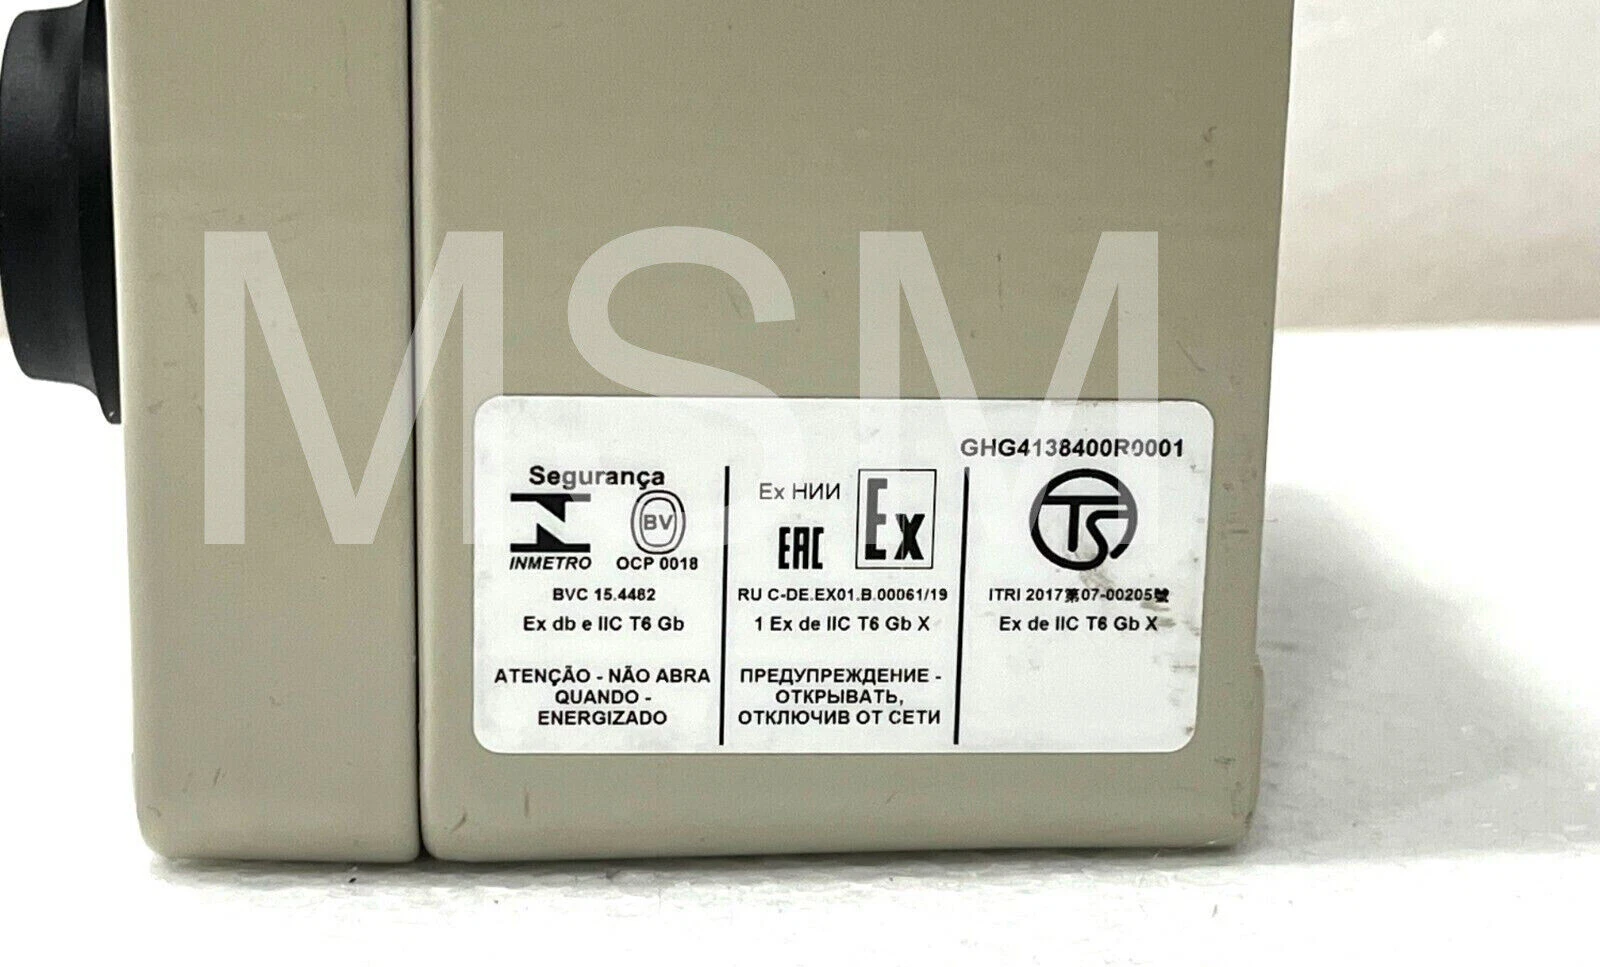 MSM
GHG4138400R0001
Segurança
INMETRO
BV
OCP 0018
BVC 15.4482
Ex db e IIC T6 Gb
ATENÇÃO - NÃO ABRA
QUANDO -
ENERGIZADO
Ex НИИ
EAC
Ex
RU C-DE.EX01.B.00061/19
1 Ex de IIC T6 Gb X
ПРЕДУПРЕЖДЕНИЕ -
ОТКРЫВАТЬ,
ОТКЛЮЧИВ ОТ СЕТИ
TS
ITRI 2017第07-00205號
Ex de IIC T6 Gb X